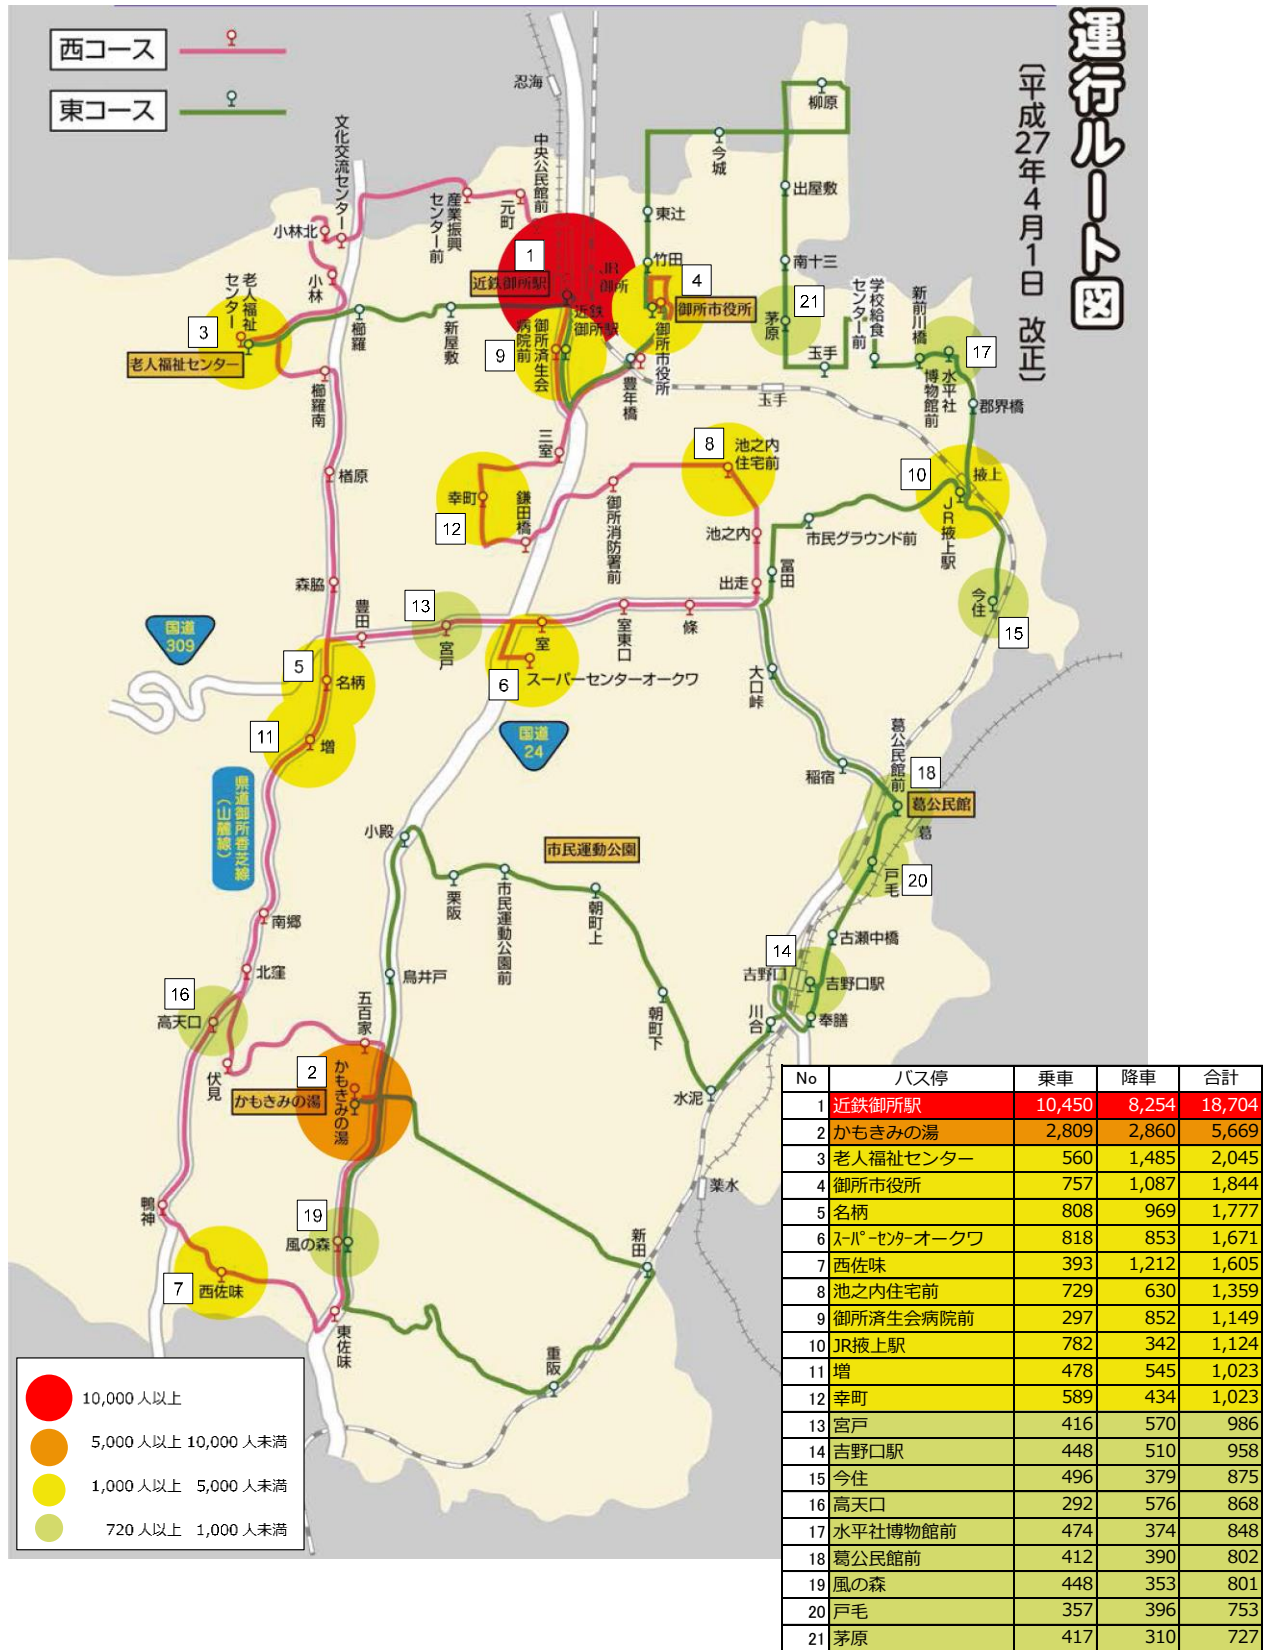 運行ルート図
〔平成27年4月1日 改正〕
西コース
東コース
忍海
文化交流センター
中央公民館前
産業振興センター前
元町
小林北
小林
老人福祉センター
3
老人福祉センター
櫛羅
新屋敷
櫛羅南
1
近鉄御所駅
JR御所
近鉄御所駅
9
御所済生会病院前
4
御所市役所
御所市役所
豊年橋
竹田
東辻
今城
柳原
出屋敷
南十三
21
茅原
玉手
玉手
学校給食センター前
新前川橋
17
水平社博物館前
郡界橋
掖上
10
JR掖上駅
市民グラウンド前
今住
15
三室
幸町
12
鎌田橋
御所消防署前
8
池之内住宅前
池之内
出走
冨田
條
室東口
室
6
スーパーセンターオークワ
13
宮戸
豊田
楢原
森脇
国道309
5
名柄
11
増
国道24
県道御所香芝線(山麓線)
大口峠
稲宿
葛公民館前
18
葛公民館
葛
20
戸毛
古瀬中橋
14
吉野口
吉野口駅
奉膳
川合
小殿
栗阪
市民運動公園前
市民運動公園
朝町上
朝町下
水泥
南郷
北窪
16
高天口
伏見
鳥井戸
五百家
2
かもきみの湯
かもきみの湯
薬水
鴨神
7
西佐味
19
風の森
東佐味
新田
重阪
10,000 人以上
5,000 人以上 10,000 人未満
1,000 人以上 5,000 人未満
720 人以上 1,000 人未満
No バス停 乗車 降車 合計
1 近鉄御所駅 10,450 8,254 18,704
2 かもきみの湯 2,809 2,860 5,669
3 老人福祉センター 560 1,485 2,045
4 御所市役所 757 1,087 1,844
5 名柄 808 969 1,777
6 スーパーセンターオークワ 818 853 1,671
7 西佐味 393 1,212 1,605
8 池之内住宅前 729 630 1,359
9 御所済生会病院前 297 852 1,149
10 JR掖上駅 782 342 1,124
11 増 478 545 1,023
12 幸町 589 434 1,023
13 宮戸 416 570 986
14 吉野口駅 448 510 958
15 今住 496 379 875
16 高天口 292 576 868
17 水平社博物館前 474 374 848
18 葛公民館前 412 390 802
19 風の森 448 353 801
20 戸毛 357 396 753
21 茅原 417 310 727